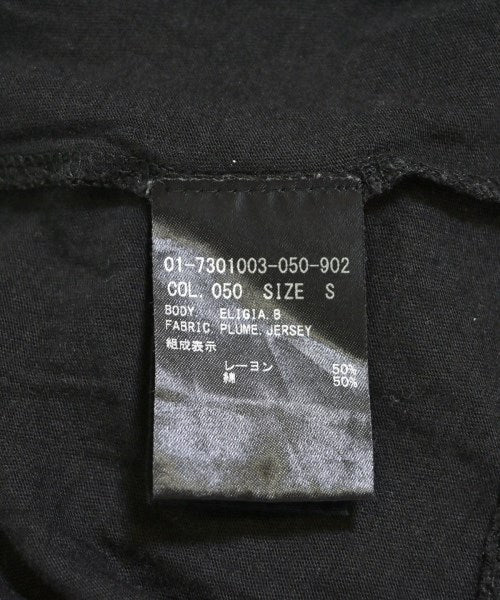 01-7301003-050-902
COL. 050 SIZE S
BODY. ELIGIA.B
FABRIC PLUME.JERSEY
組成表示
レーヨン 50%
綿 50%